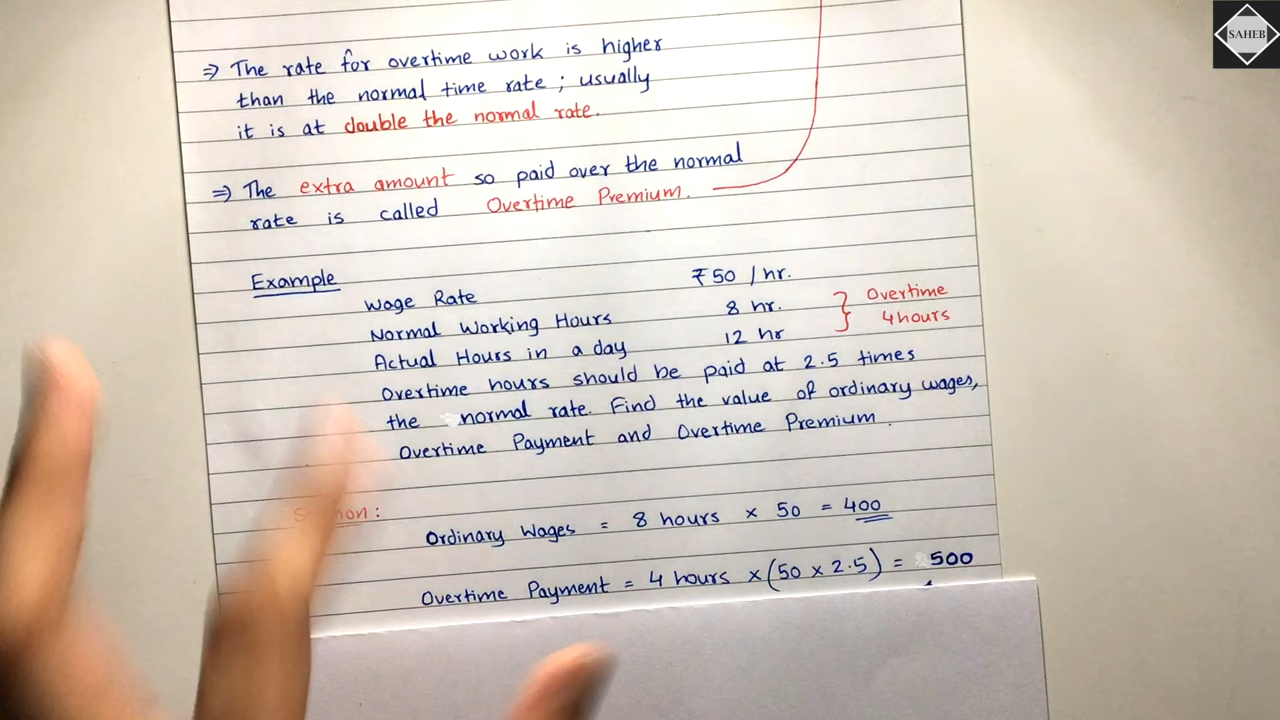 SAHEB
⇒ The rate for overtime work is higher
than the normal time rate ; usually
it is at double the normal rate.
⇒ The extra amount so paid over the normal
rate is called Overtime Premium.
Example
Wage Rate ₹50 / hr.
Normal Working Hours 8 hr.
Actual Hours in a day 12 hr
} Overtime
4 hours
Overtime hours should be paid at 2.5 times
the normal rate. Find the value of ordinary wages,
Overtime Payment and Overtime Premium.
Ordinary Wages = 8 hours × 50 = 400
Overtime Payment = 4 hours × (50 × 2.5) = 500